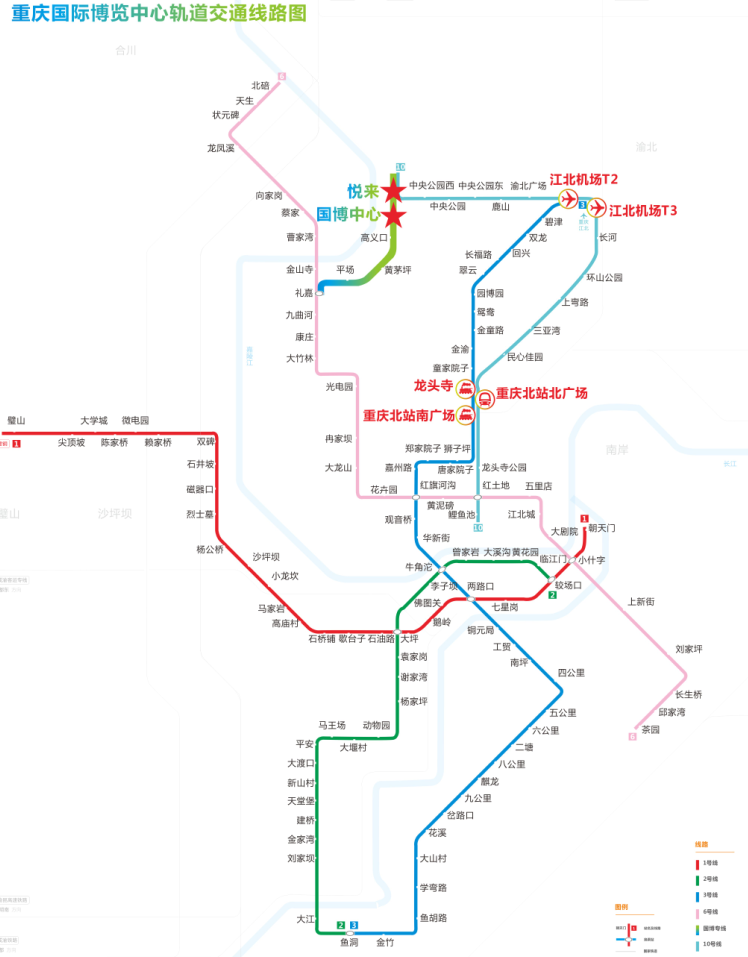 重庆国际博览中心轨道交通线路图
合川
北碚
6
天生
状元碑
龙凤溪
渝北
10
中央公园西
中央公园东
渝北广场
江北机场T2
悦来
向家岗
中央公园
鹿山
3
江北机场T3
蔡家
国博中心
碧津
曹家湾
高义口
双龙
长河
长福路
回兴
金山寺
平场
黄茅坪
翠云
环山公园
礼嘉
园博园
上弯路
九曲河
鸳鸯
金童路
三亚湾
康庄
金渝
大竹林
民心佳园
童家院子
光电园
龙头寺
重庆北站北广场
重庆北站南广场
璧山
大学城
微电园
1
尖顶坡
陈家桥
赖家桥
双碑
冉家坝
郑家院子
狮子坪
南岸
石井坡
大龙山
嘉州路
唐家院子
龙头寺公园
长江
磁器口
花卉园
红旗河沟
红土地
五里店
黄泥磅
璧山
沙坪坝
烈士墓
观音桥
鲤鱼池
江北城
10
1
朝天门
大剧院
华新街
杨公桥
曾家岩
大溪沟
黄花园
临江门
小什字
沙坪坝
牛角沱
小龙坎
李子坝
两路口
较场口
2
佛图关
七星岗
上新街
马家岩
高庙村
鹅岭
铜元局
石桥铺
歇台子
石油路
大坪
工贸
刘家坪
袁家岗
南坪
谢家湾
四公里
长生桥
杨家坪
五公里
邱家湾
马王场
动物园
六公里
茶园
6
平安
大堰村
二塘
大渡口
八公里
新山村
麒龙
天堂堡
九公里
建桥
岔路口
金家湾
花溪
线路
刘家坝
大山村
1号线
2号线
学弯路
3号线
图例
6号线
大江
鱼胡路
2
3
国博专线
鱼洞
金竹
10号线